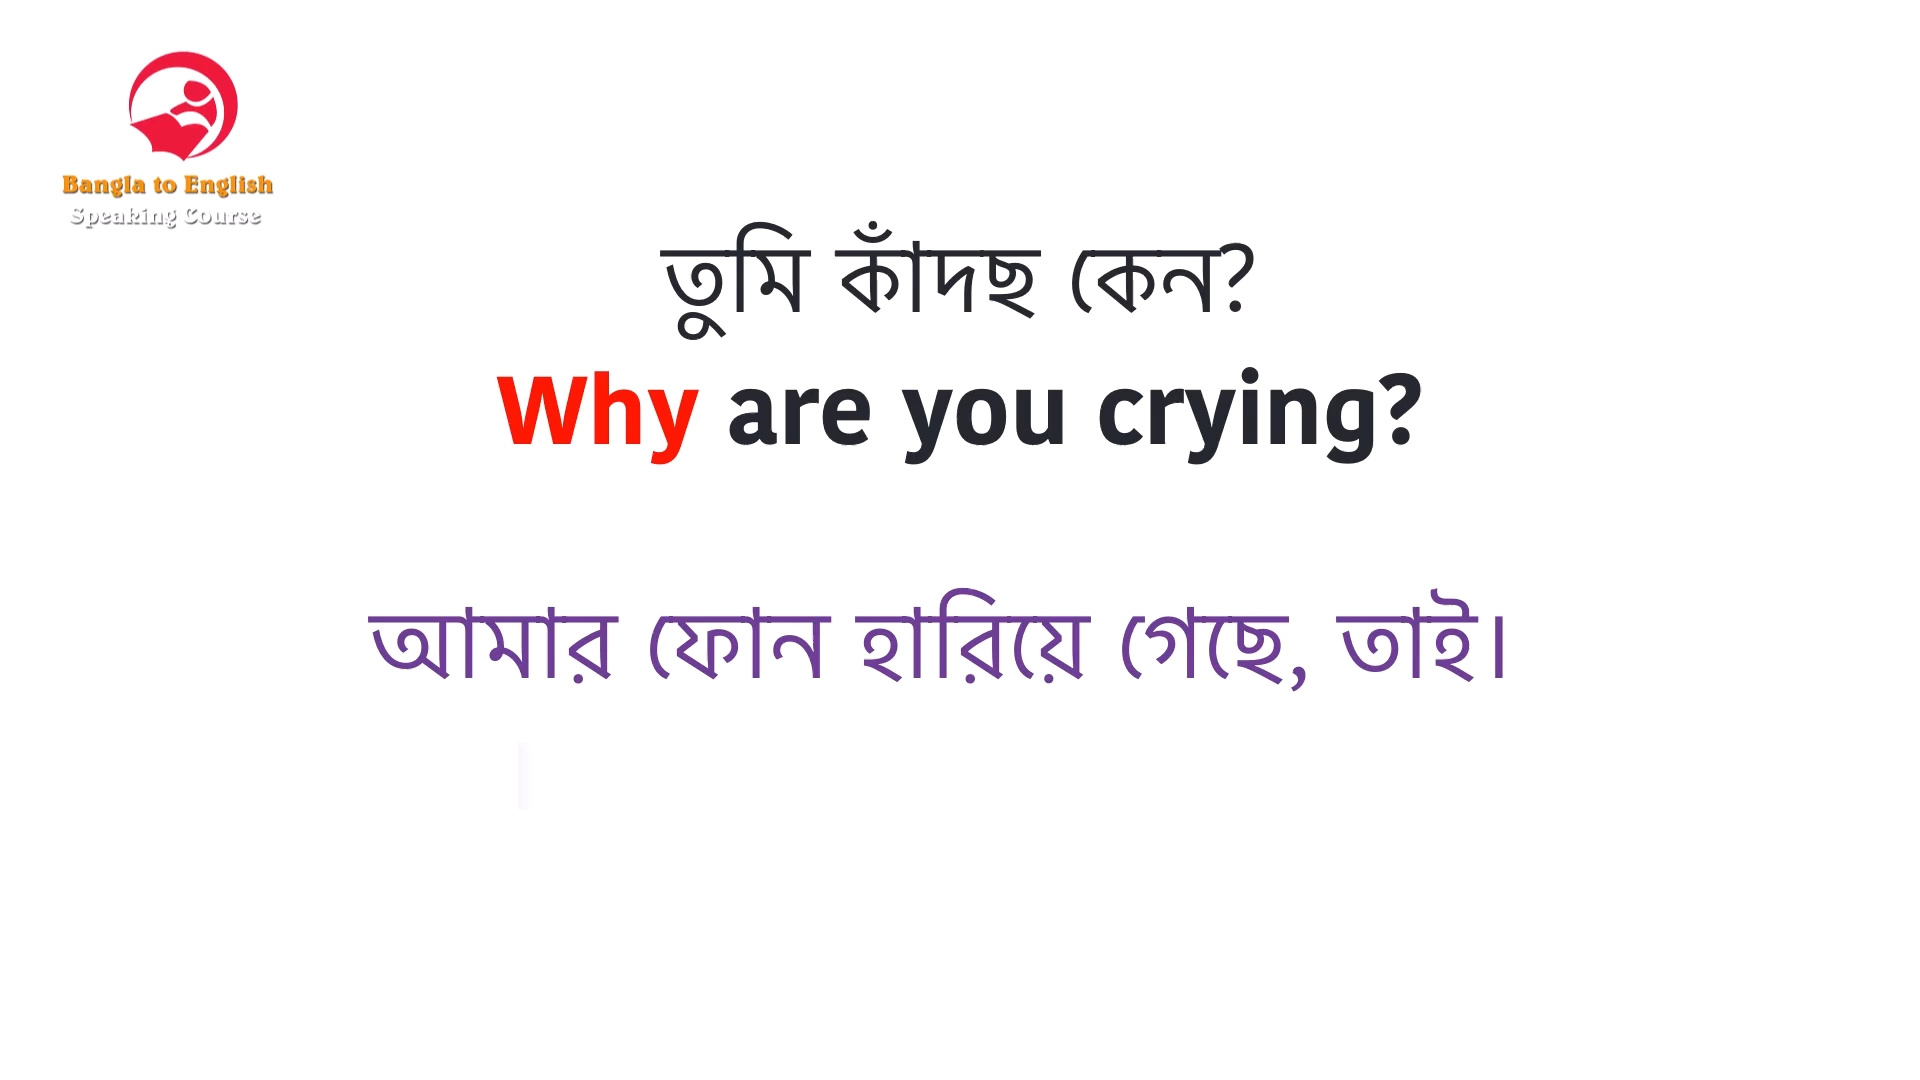 Bangla to English
Speaking Course
তুমি কাঁদছ কেন?
Why are you crying?
আমার ফোন হারিয়ে গেছে, তাই।